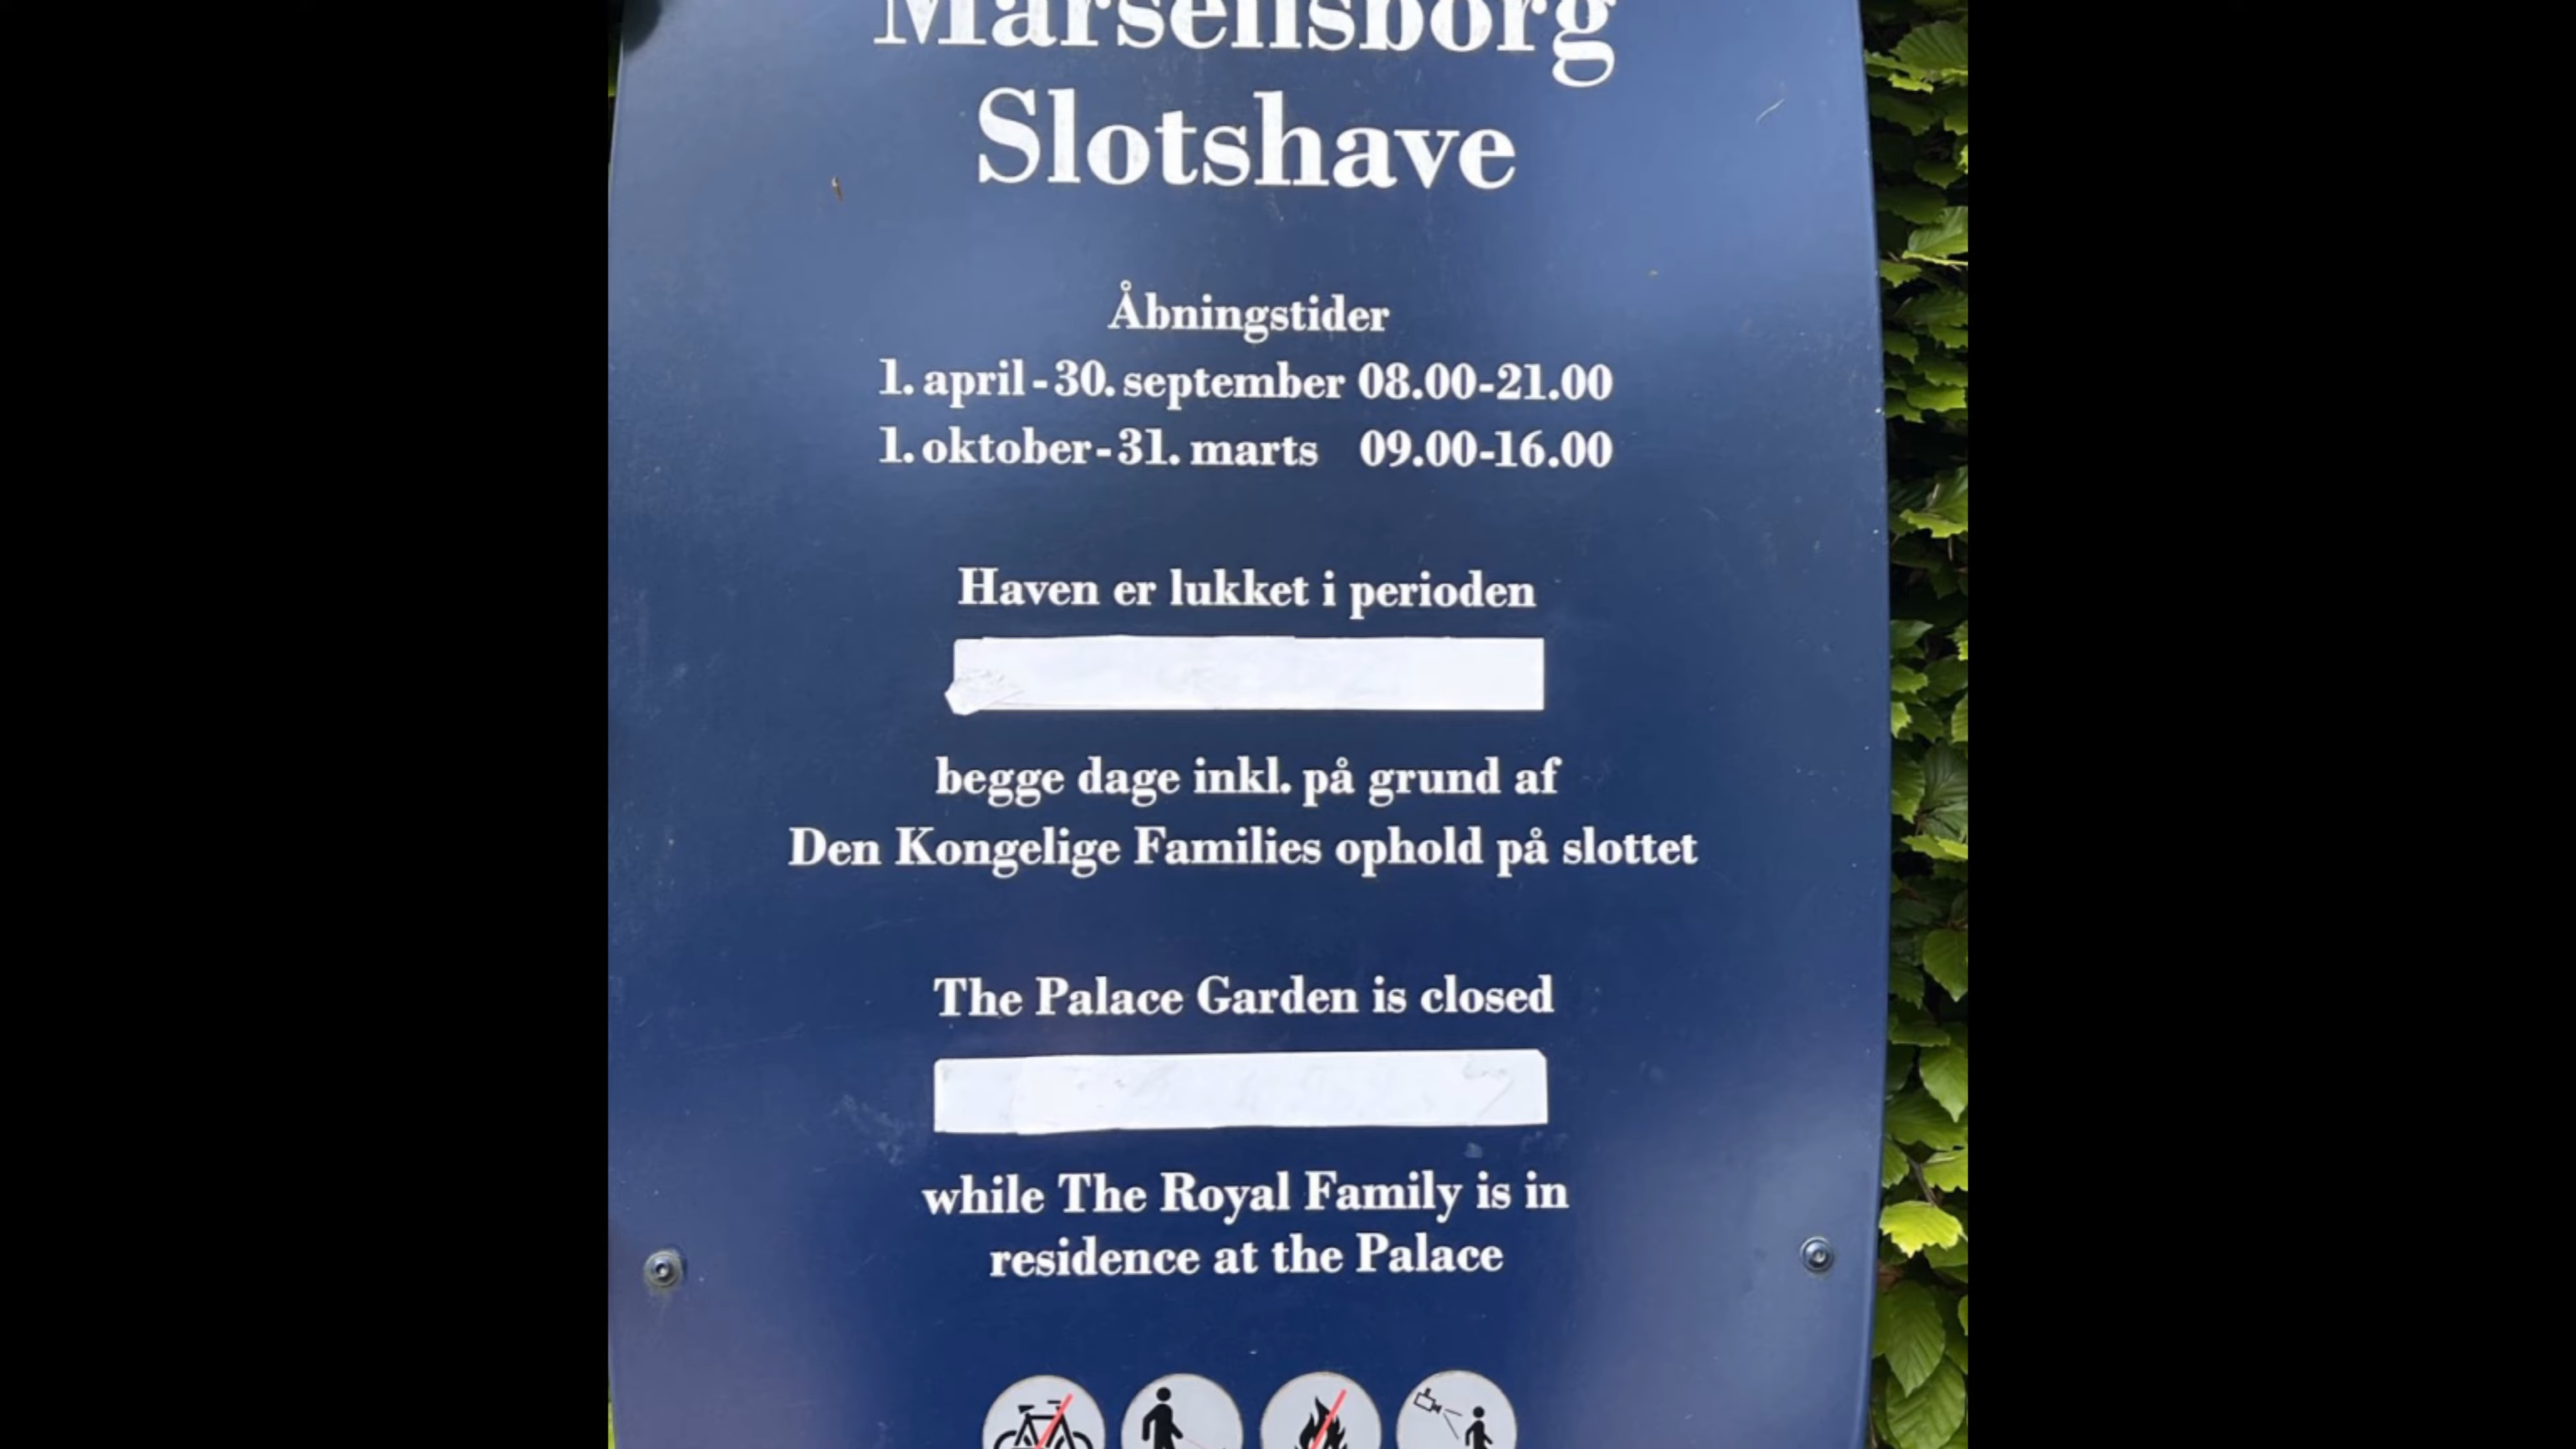 Marselisborg
Slotshave
Åbningstider
1. april - 30. september 08.00-21.00
1. oktober - 31. marts 09.00-16.00
Haven er lukket i perioden
begge dage inkl. på grund af
Den Kongelige Families ophold på slottet
The Palace Garden is closed
while The Royal Family is in
residence at the Palace